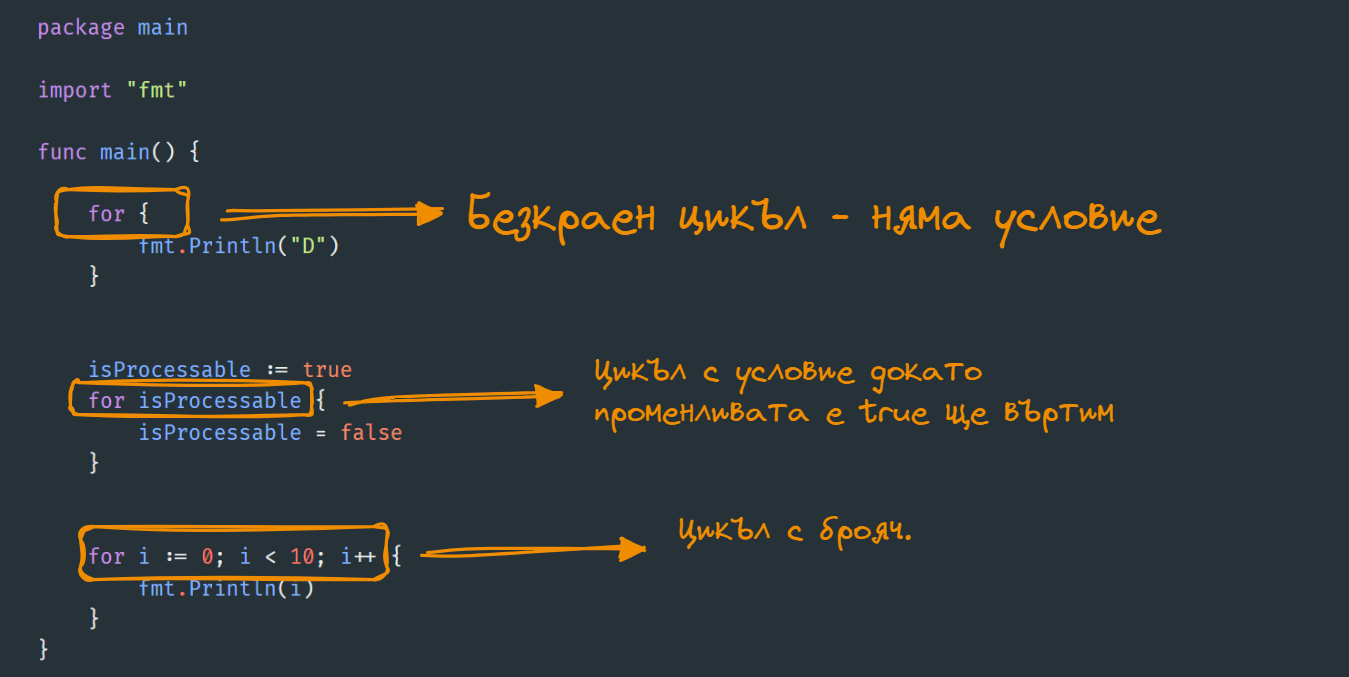 package main
import "fmt"
func main() {
for {
Безкраен цикъл - няма условие
fmt.Println("D")
}
isProcessable := true
for isProcessable {
Цикъл с условие докато
променливата е true ще въртим
isProcessable = false
}
for i := 0; i < 10; i++ {
Цикъл с брояч.
fmt.Println(i)
}
}